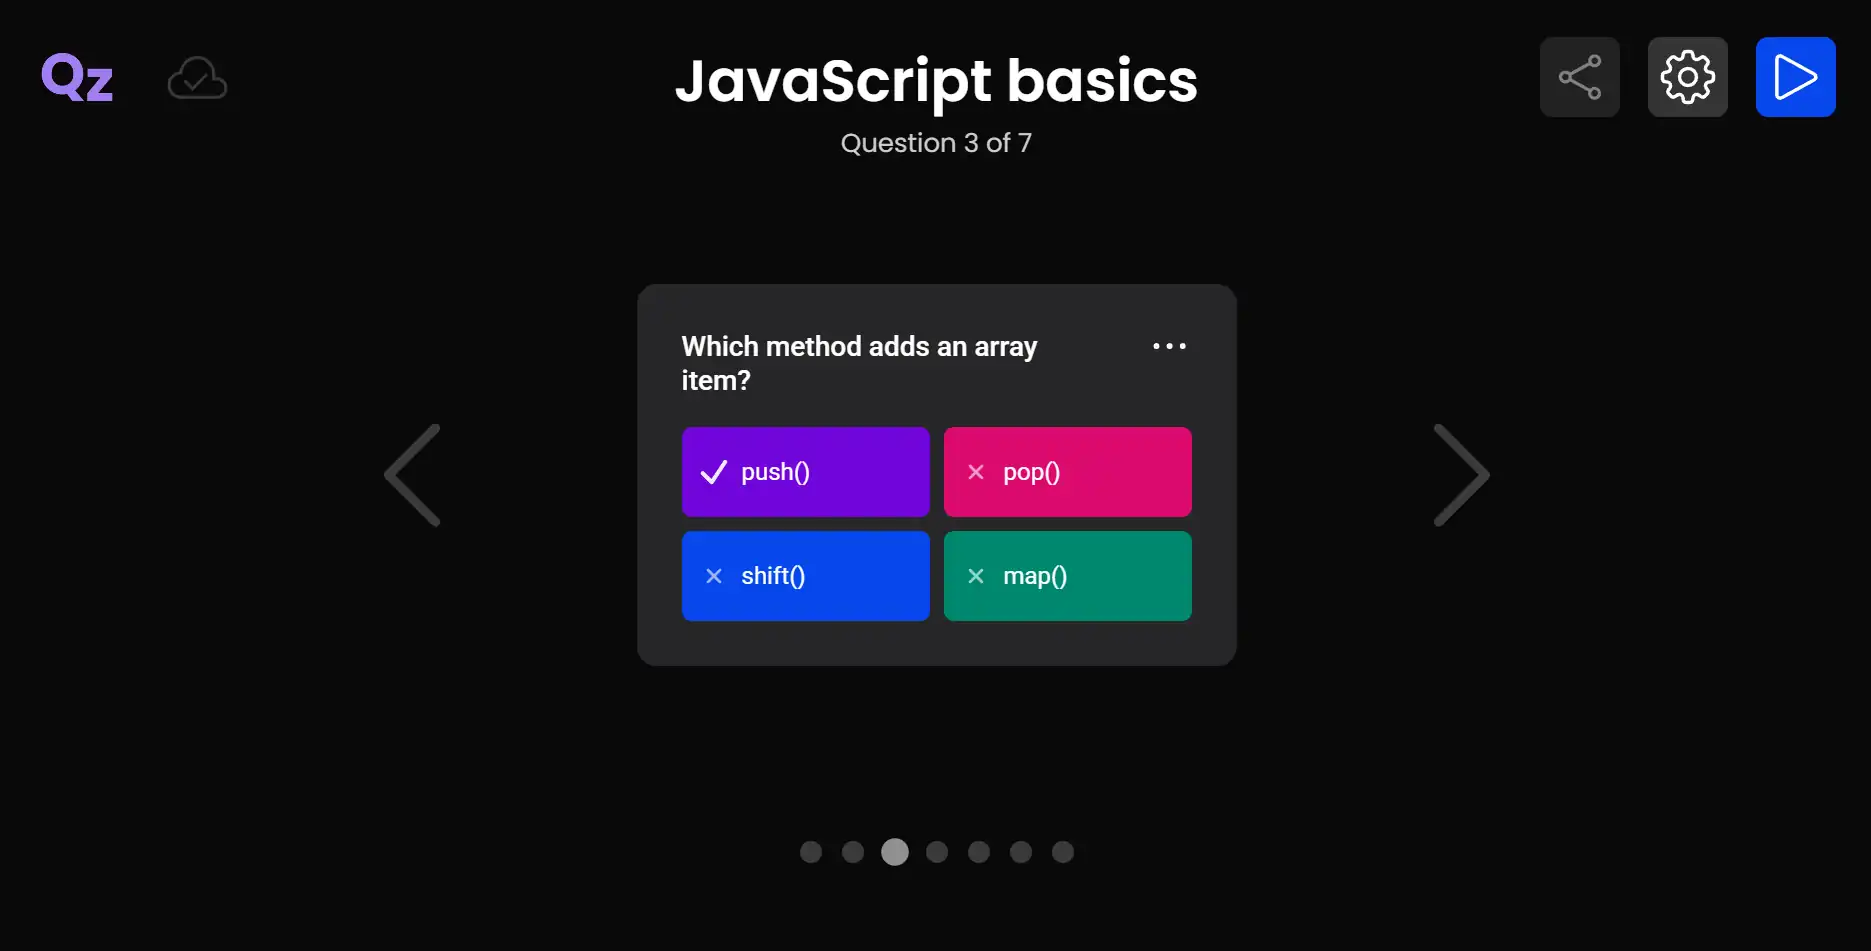 Qz
JavaScript basics
Question 3 of 7
Which method adds an array
item?
push()
pop()
shift()
map()